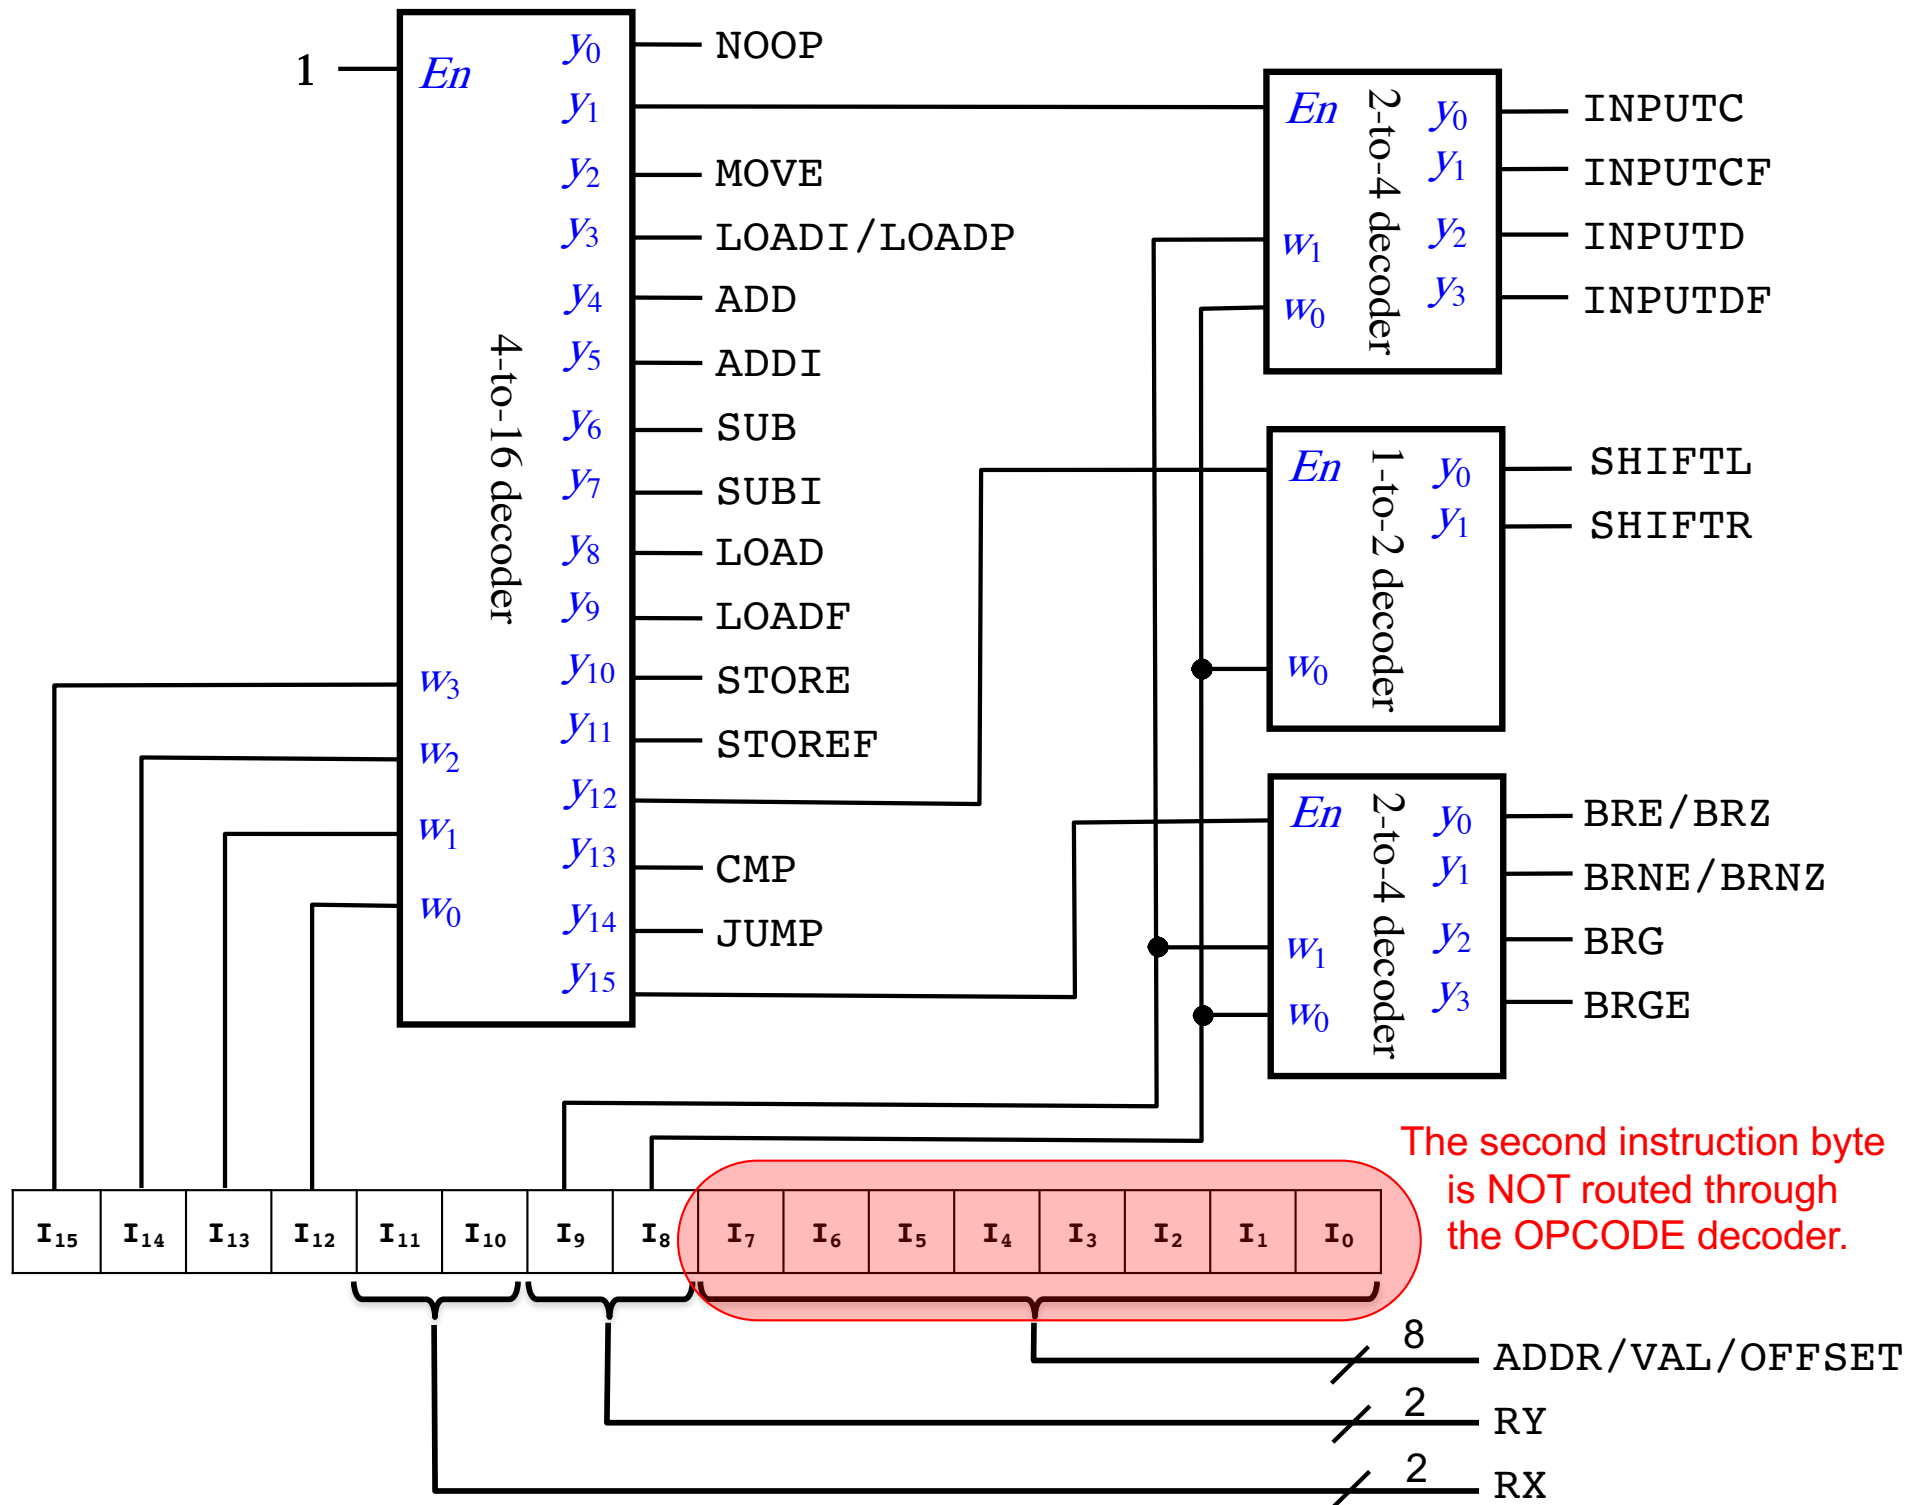 1
En
4-to-16 decoder
w3
w2
w1
w0
y0
y1
y2
y3
y4
y5
y6
y7
y8
y9
y10
y11
y12
y13
y14
y15
NOOP
MOVE
LOADI/LOADP
ADD
ADDI
SUB
SUBI
LOAD
LOADF
STORE
STOREF
CMP
JUMP
En
w1
w0
2-to-4 decoder
y0
y1
y2
y3
INPUTC
INPUTCF
INPUTD
INPUTDF
En
w0
1-to-2 decoder
y0
y1
SHIFTL
SHIFTR
En
w1
w0
2-to-4 decoder
y0
y1
y2
y3
BRE/BRZ
BRNE/BRNZ
BRG
BRGE
The second instruction byte
is NOT routed through
the OPCODE decoder.
I15 I14 I13 I12 I11 I10 I9 I8 I7 I6 I5 I4 I3 I2 I1 I0
8 ADDR/VAL/OFFSET
2 RY
2 RX